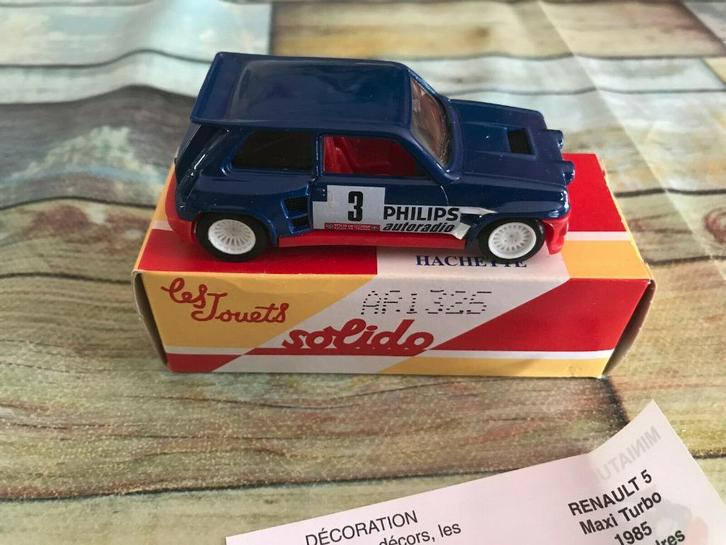 3
PHILIPS
autoradio
HACHETTE
Les
Jouets
AR1325
solido
DÉCORATION
décors, les
RENAULT 5
Maxi Turbo
1985